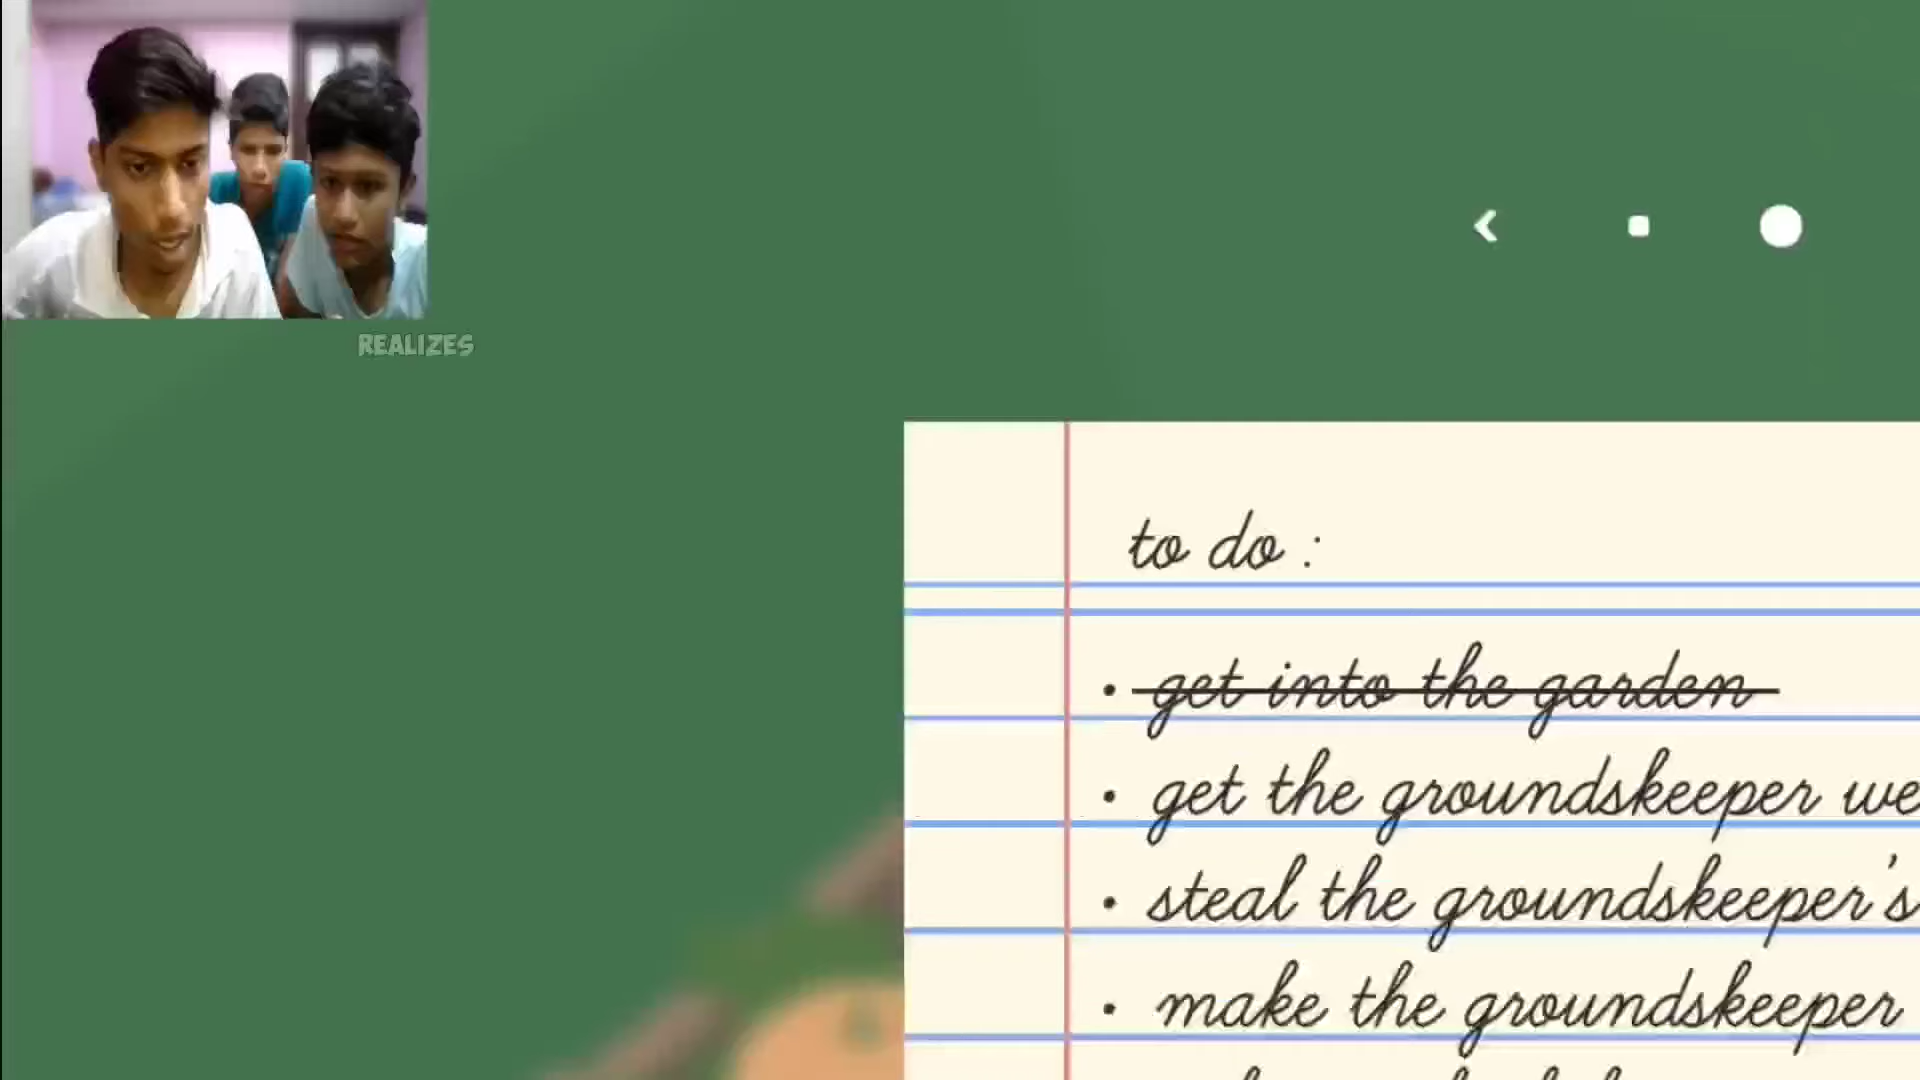 REALIZES
to do :
• get into the garden
• get the groundskeeper we
• steal the groundskeeper's
• make the groundskeeper